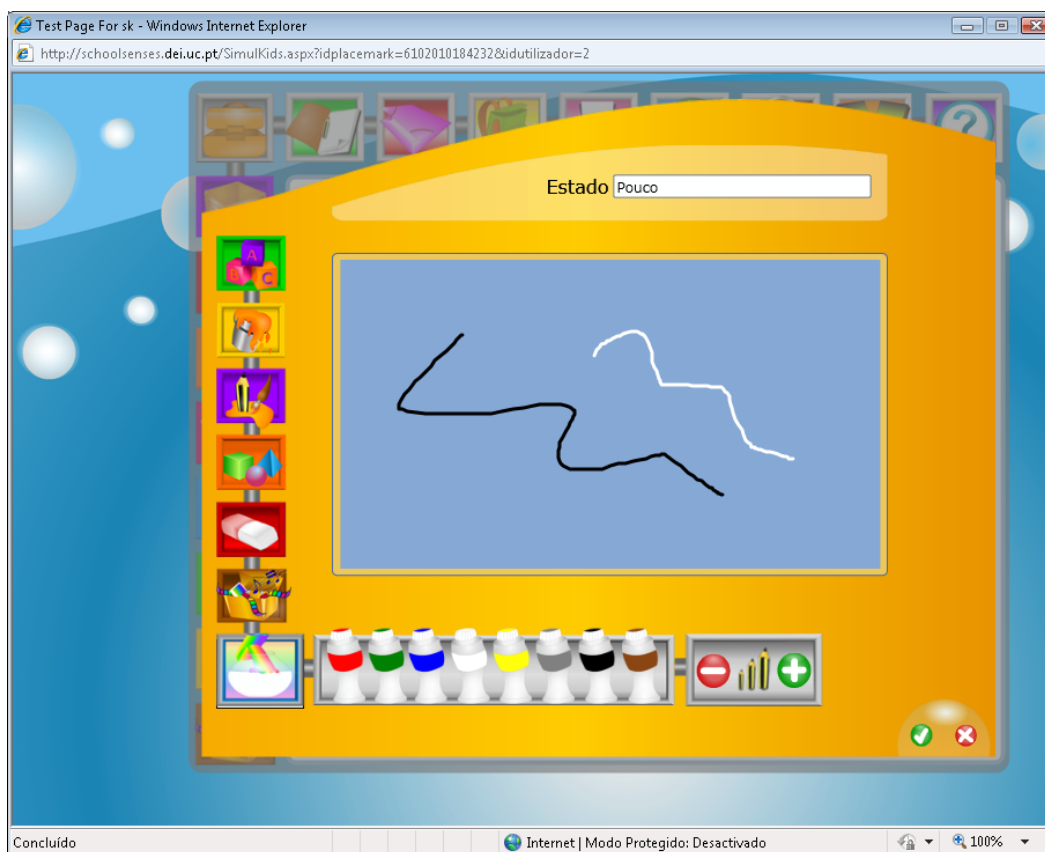 Test Page For sk - Windows Internet Explorer
http://schoolsenses.dei.uc.pt/SimulKids.aspx?idplacemark=6102010184232&idutilizador=2
Estado Pouco
A
B C
Concluído Internet | Modo Protegido: Desactivado 100%